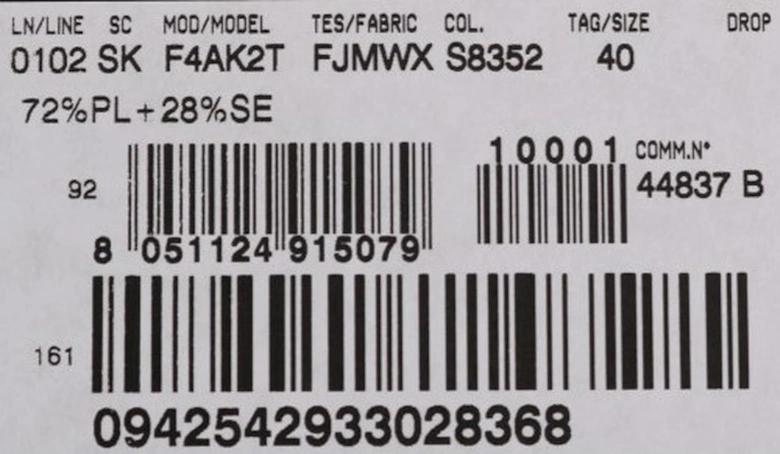 LN/LINE SC MOD/MODEL TES/FABRIC COL. TAG/SIZE DROP
0102 SK F4AK2T FJMWX S8352 40
72%PL+28%SE
10001 COMM.N°
92 44837 B
8 051124 915079
161
09425542933028368